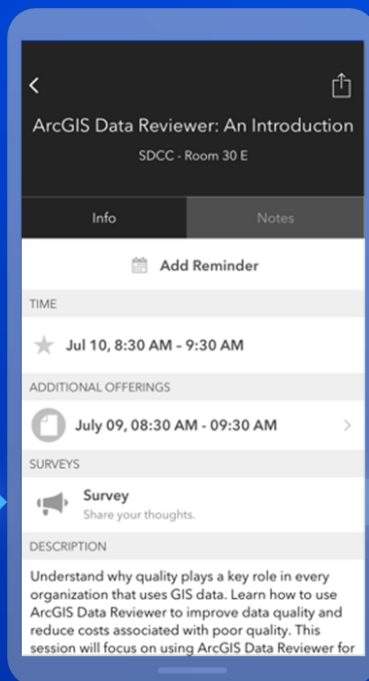 ArcGIS Data Reviewer: An Introduction
SDCC - Room 30 E
Info
Notes
Add Reminder
TIME
Jul 10, 8:30 AM – 9:30 AM
ADDITIONAL OFFERINGS
July 09, 08:30 AM - 09:30 AM
SURVEYS
Survey
Share your thoughts.
DESCRIPTION
Understand why quality plays a key role in every
organization that uses GIS data. Learn how to use
ArcGIS Data Reviewer to improve data quality and
reduce costs associated with poor quality. This
session will focus on using ArcGIS Data Reviewer for